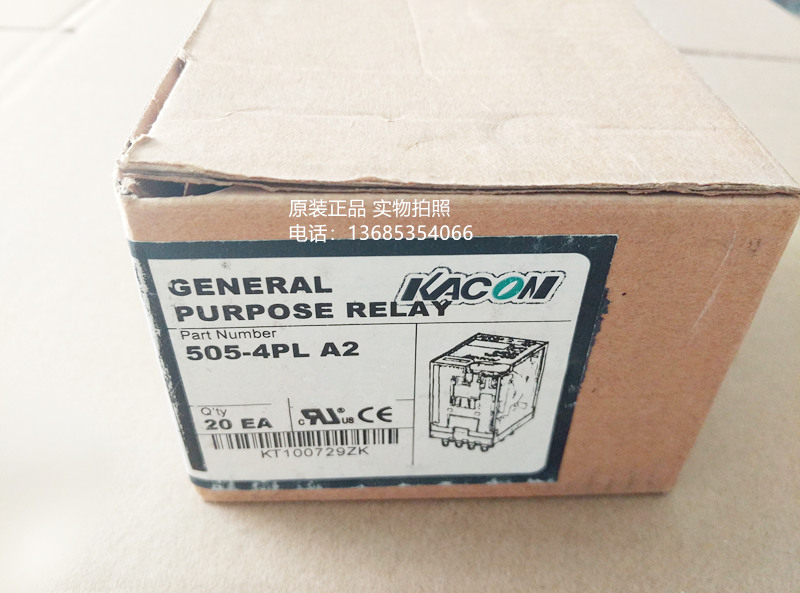 原装正品 实物拍照
电话：13685354066
GENERAL
PURPOSE RELAY
KACON
Part Number
505-4PL A2
Q'ty
20 EA
c RU ® US CE
KT100729ZK